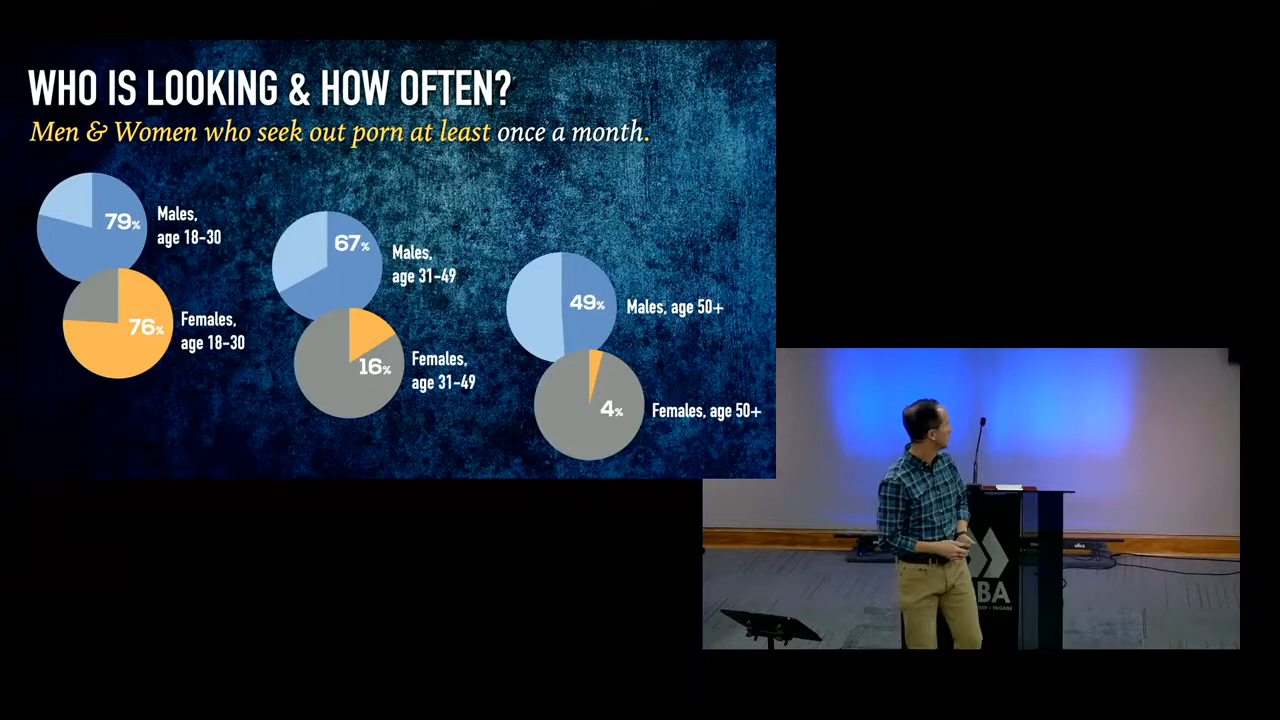 WHO IS LOOKING & HOW OFTEN?
Men & Women who seek out porn at least once a month.
79%
Males,
age 18-30
76%
Females,
age 18-30
67%
Males,
age 31-49
16%
Females,
age 31-49
49%
Males, age 50+
4%
Females, age 50+
BA